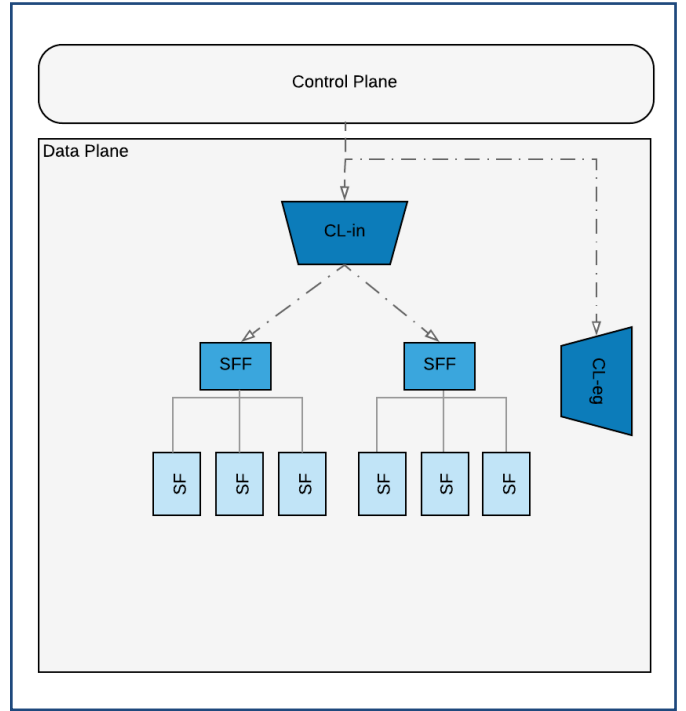 Control Plane
Data Plane
CL-in
SFF
SFF
CL-eg
SF
SF
SF
SF
SF
SF